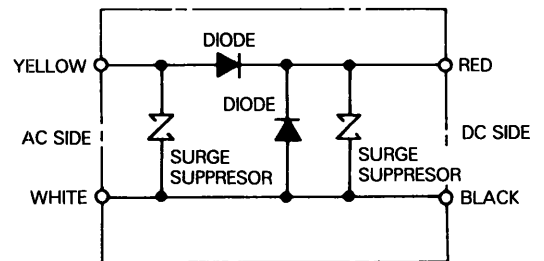 DIODE
YELLOW
RED
DIODE
AC SIDE
DC SIDE
SURGE
SUPPRESOR
SURGE
SUPPRESOR
WHITE
BLACK